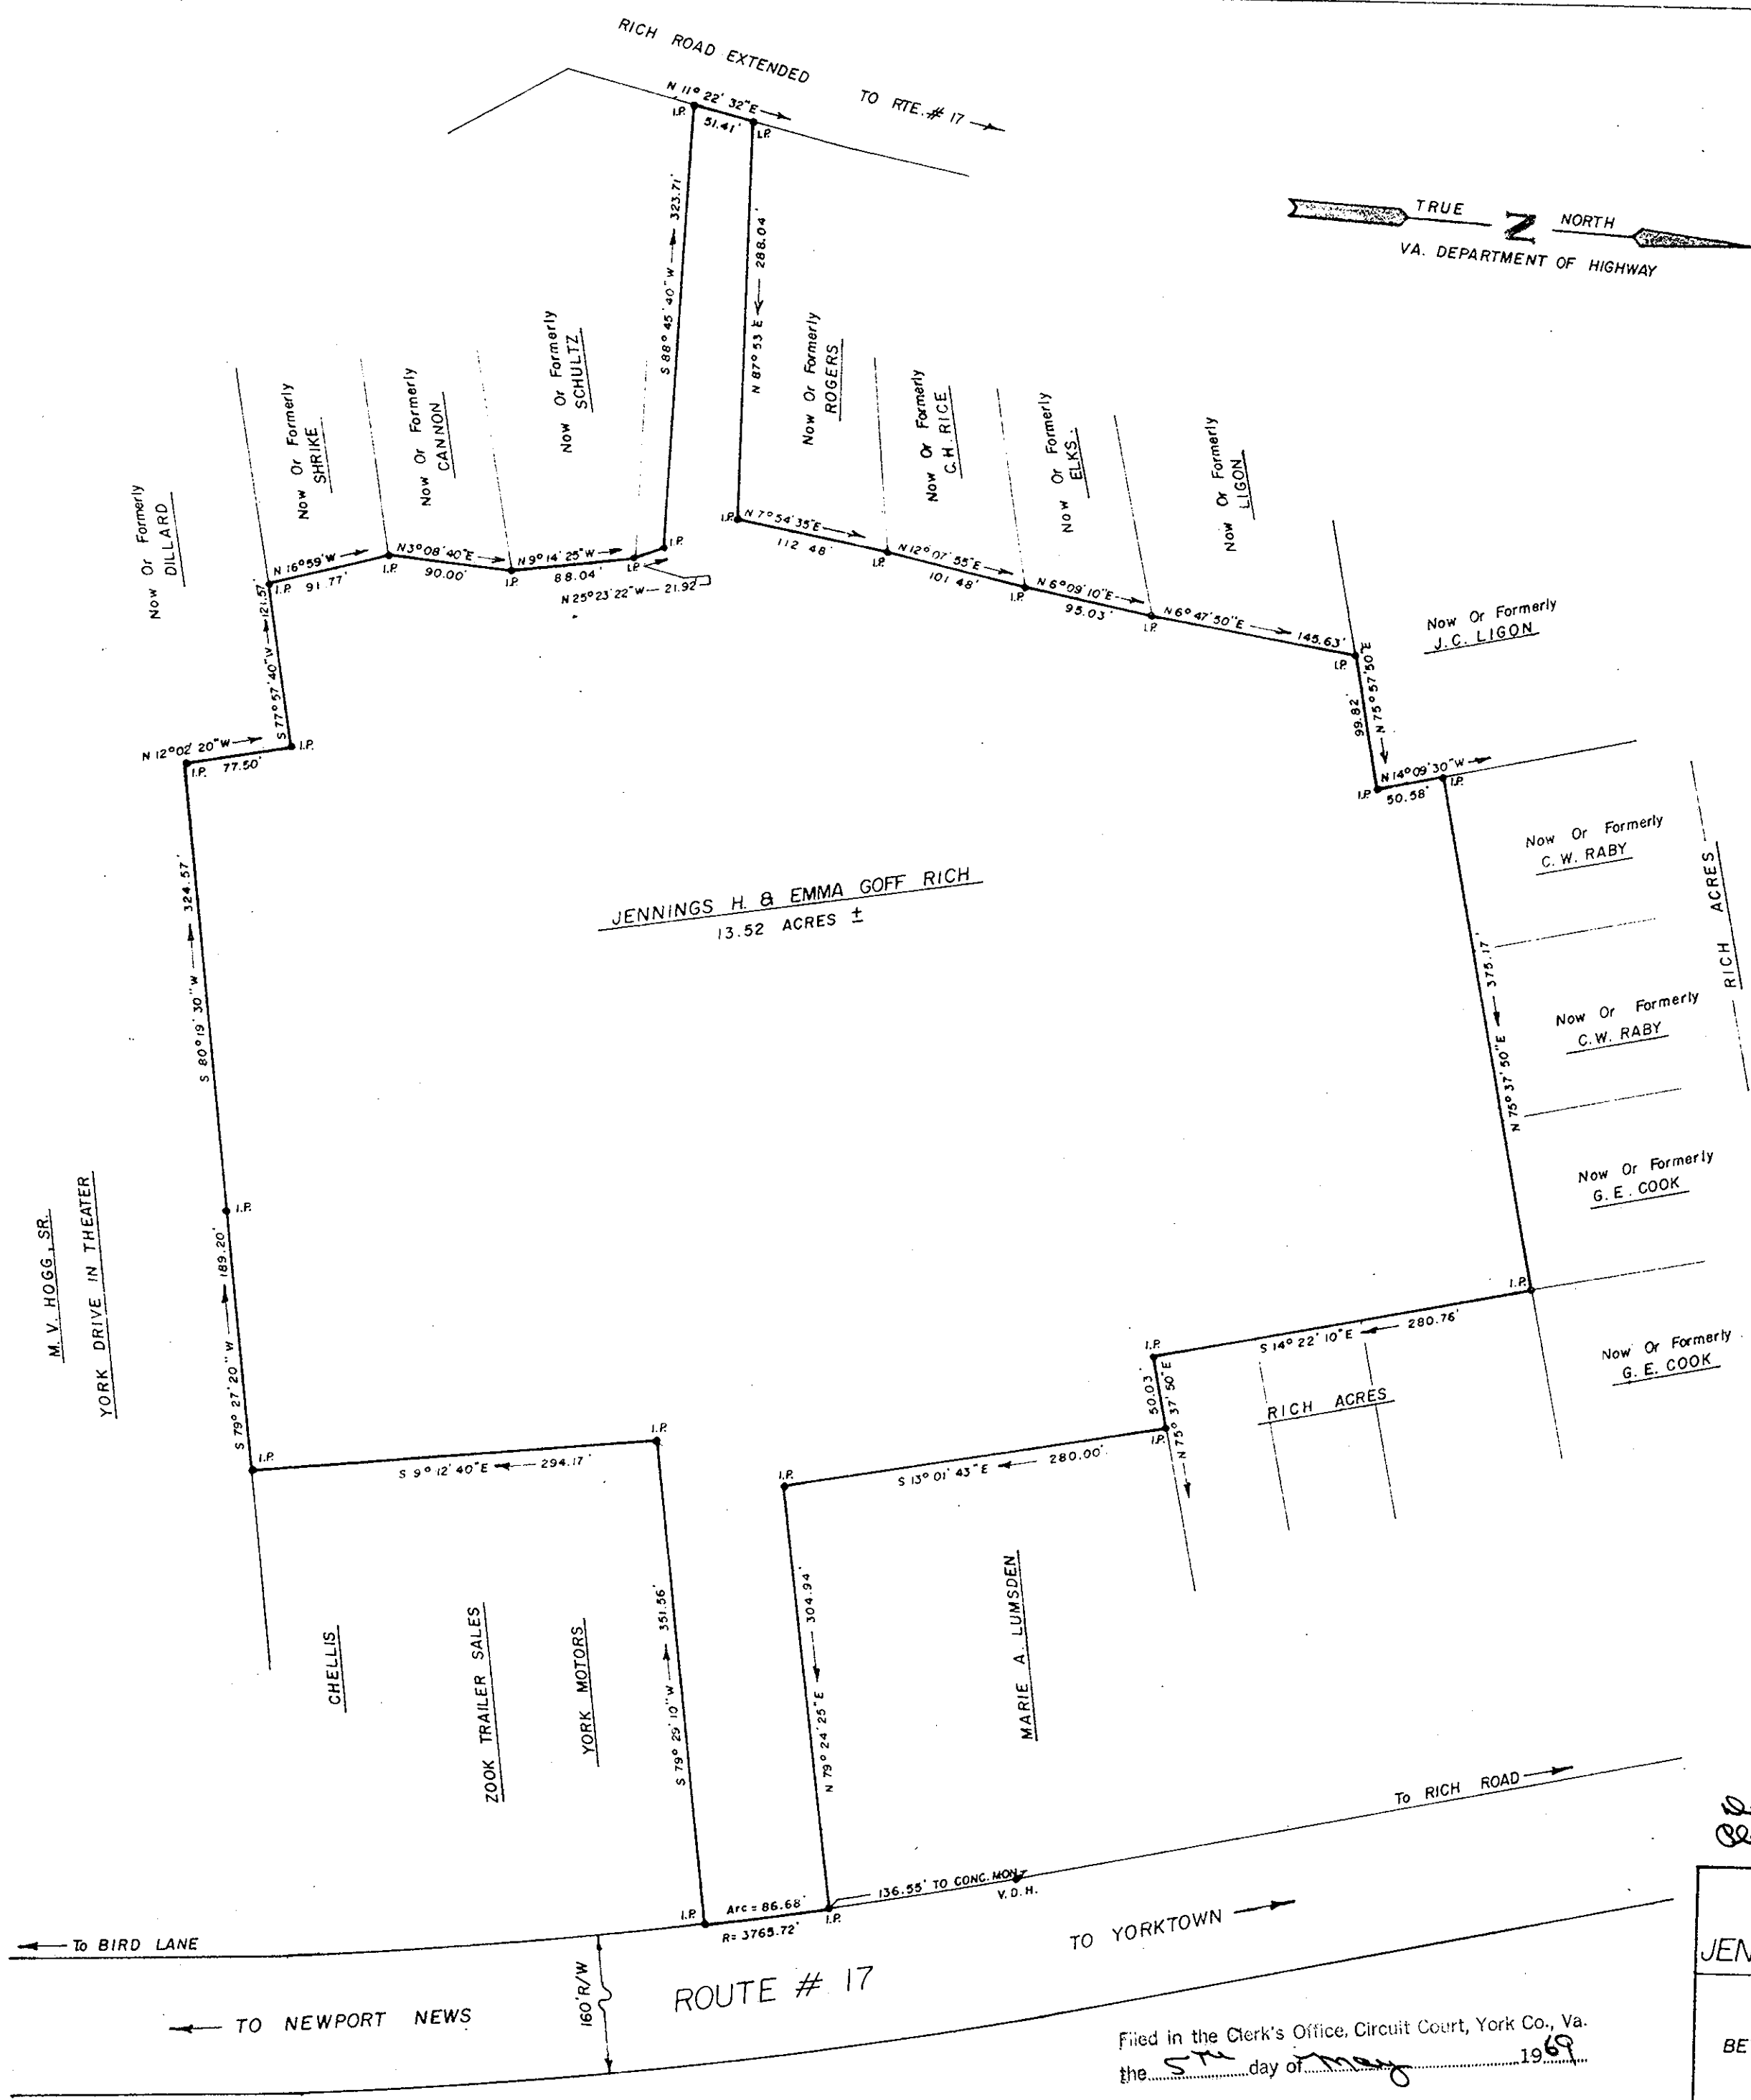 RICH ROAD EXTENDED
TO RTE. # 17
N 11° 22' 32" E
51.41'
I.P.
I.P.
TRUE N NORTH
VA. DEPARTMENT OF HIGHWAY
S 88° 45' 40" W 323.71'
N 87° 53 E 288.04'
Now Or Formerly
DILLARD
Now Or Formerly
SHRIKE
Now Or Formerly
CANNON
Now Or Formerly
SCHULTZ
Now Or Formerly
ROGERS
Now Or Formerly
C.H. RICE
Now Or Formerly
ELKS.
Now Or Formerly
LIGON
Now Or Formerly
J.C. LIGON
N 16° 59' W
I.P. 91.77'
N 3° 08' 40" E
I.P.
90.00'
N 9° 14' 25" W
I.P.
88.04'
I.P.
I.P.
N 25° 23' 22" W 21.92'
I.P.
N 7° 54' 35" E
112 48'
I.P.
N 12° 07' 55" E
101 48'
I.P.
N 6° 09' 10" E
95.03'
I.P.
N 6° 47' 50" E 145.63'
I.P.
99.82'
N 75° 57' 50" E
I.P.
N 14° 09' 30" W
50.58'
I.P.
S 77° 57' 40" W 121.57'
N 12° 02' 20" W
I.P. 77.50'
I.P.
JENNINGS H. & EMMA GOFF RICH
13.52 ACRES ±
S 80° 19' 30" W 324.57'
I.P.
S 79° 27' 20" W 189.20'
I.P.
M. V. HOGG, SR.
YORK DRIVE IN THEATER
N 75° 37' 50" E 375.17'
Now Or Formerly
C. W. RABY
Now Or Formerly
C. W. RABY
RICH ACRES
Now Or Formerly
G. E. COOK
I.P.
Now Or Formerly
G. E. COOK
S 14° 22' 10" E 280.76'
I.P.
50.03'
N 75° 37' 50" E
I.P.
RICH ACRES
S 13° 01' 43" E 280.00'
I.P.
S 9° 12' 40" E 294.17'
I.P.
CHELLIS
ZOOK TRAILER SALES
YORK MOTORS
S 79° 29' 10" W 351.56'
N 79° 24' 25" E 304.94'
MARIE A. LUMSDEN
To RICH ROAD
I.P.
Arc = 86.68'
R= 3765.72'
I.P.
136.55' TO CONC. MON.
V. D. H.
To BIRD LANE
TO YORKTOWN
TO NEWPORT NEWS
160' R/W
ROUTE # 17
Filed in the Clerk's Office, Circuit Court, York Co., Va.
the 5TH day of May 1969
JEN
BE